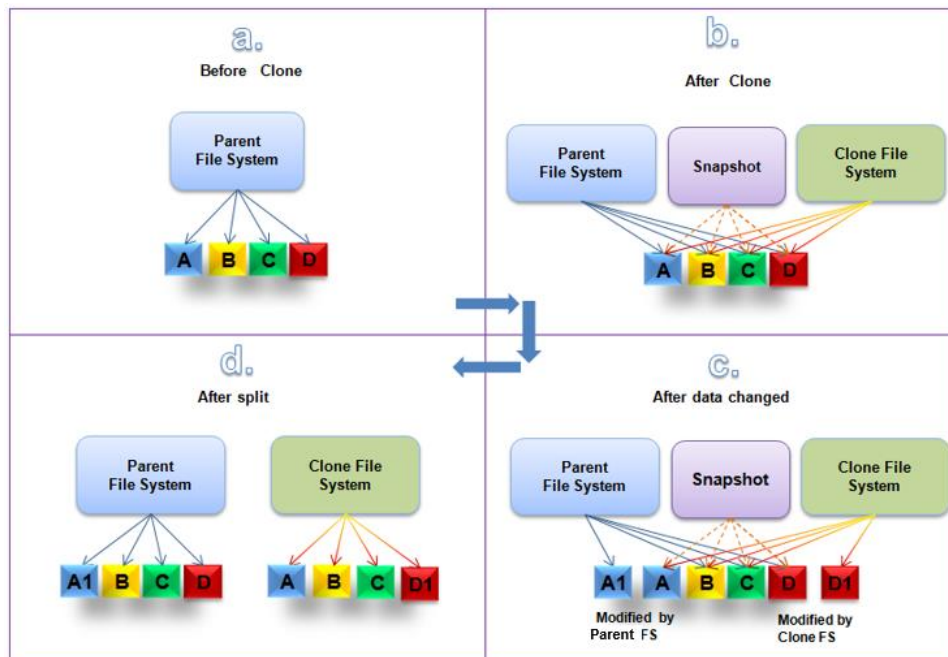 a.
Before Clone
Parent
File System
A B C D
b.
After Clone
Parent
File System
Snapshot
Clone File
System
A B C D
d.
After split
Parent
File System
Clone File
System
A1 B C D
A B C D1
c.
After data changed
Parent
File System
Snapshot
Clone File
System
A1 A B C D D1
Modified by
Parent FS
Modified by
Clone FS